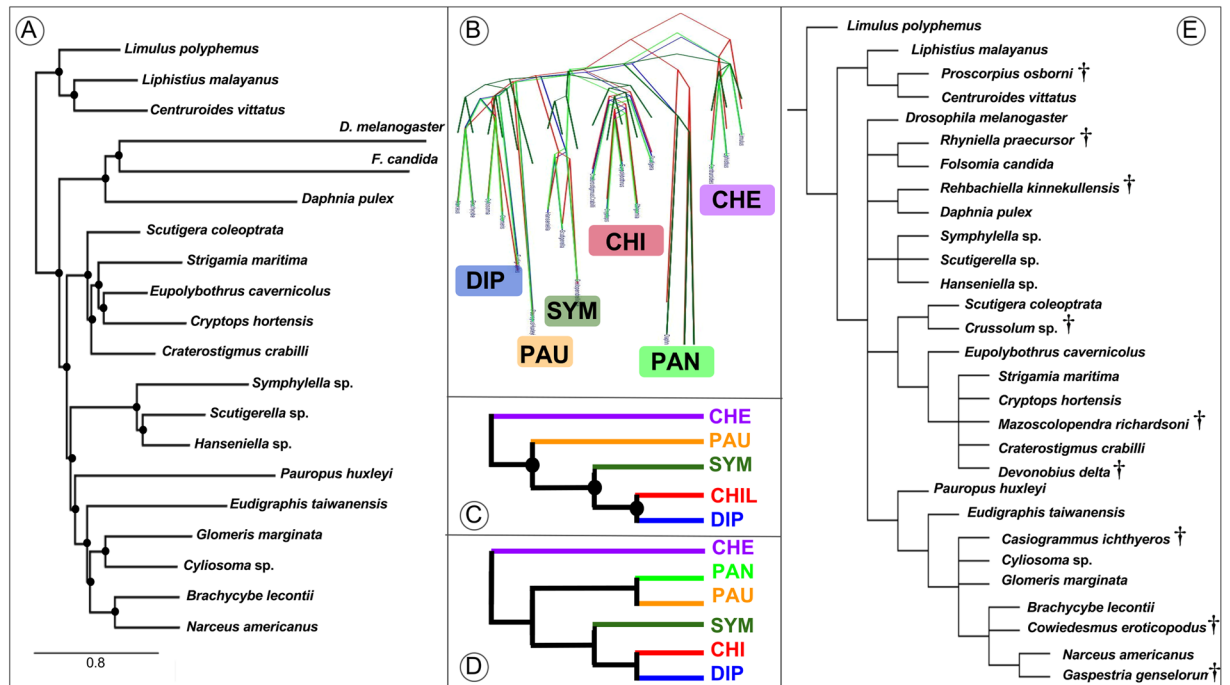 A
Limulus polyphemus
Liphistius malayanus
Centruroides vittatus
D. melanogaster
F. candida
Daphnia pulex
Scutigera coleoptrata
Strigamia maritima
Eupolybothrus cavernicolus
Cryptops hortensis
Craterostigmus crabilli
Symphylella sp.
Scutigerella sp.
Hanseniella sp.
Pauropus huxleyi
Eudigraphis taiwanensis
Glomeris marginata
Cyliosoma sp.
Brachycybe lecontii
Narceus americanus
0.8
B
CHE
CHI
DIP
SYM
PAU
PAN
C
CHE
PAU
SYM
CHIL
DIP
D
CHE
PAN
PAU
SYM
CHI
DIP
E
Limulus polyphemus
Liphistius malayanus
Proscorpius osborni †
Centruroides vittatus
Drosophila melanogaster
Rhyniella praecursor †
Folsomia candida
Rehbachiella kinnekullensis †
Daphnia pulex
Symphylella sp.
Scutigerella sp.
Hanseniella sp.
Scutigera coleoptrata
Crussolum sp. †
Eupolybothrus cavernicolus
Strigamia maritima
Cryptops hortensis
Mazoscolopendra richardsoni †
Craterostigmus crabilli
Devonobius delta †
Pauropus huxleyi
Eudigraphis taiwanensis
Casiogrammus ichthyeros †
Cyliosoma sp.
Glomeris marginata
Brachycybe lecontii
Cowiedesmus eroticopodus †
Narceus americanus
Gaspestria genselorun †